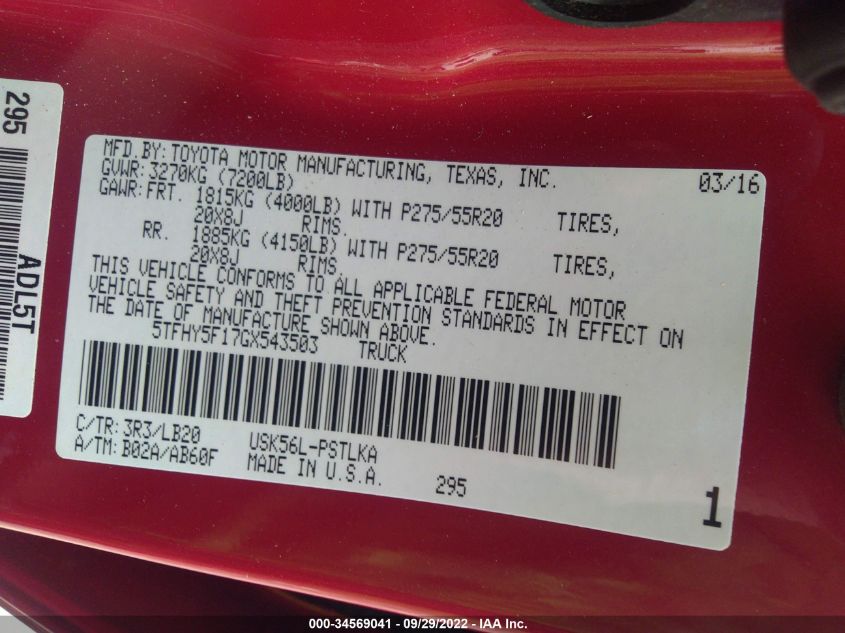 295
ADL5T
MFD.BY:TOYOTA MOTOR MANUFACTURING, TEXAS, INC. 03/16
GVWR:3270KG (7200LB)
GAWR:FRT. 1815KG (4000LB) WITH P275/55R20 TIRES,
20X8J RIMS.
RR. 1885KG (4150LB) WITH P275/55R20 TIRES,
20X8J RIMS.
THIS VEHICLE CONFORMS TO ALL APPLICABLE FEDERAL MOTOR
VEHICLE SAFETY AND THEFT PREVENTION STANDARDS IN EFFECT ON
THE DATE OF MANUFACTURE SHOWN ABOVE.
5TFHY5F17GX543503 TRUCK
C/TR:3R3/LB20 USK56L-PSTLKA
A/TM:B02A/AB60F MADE IN U.S.A. 295
1
000-34569041 - 09/29/2022 - IAA Inc.